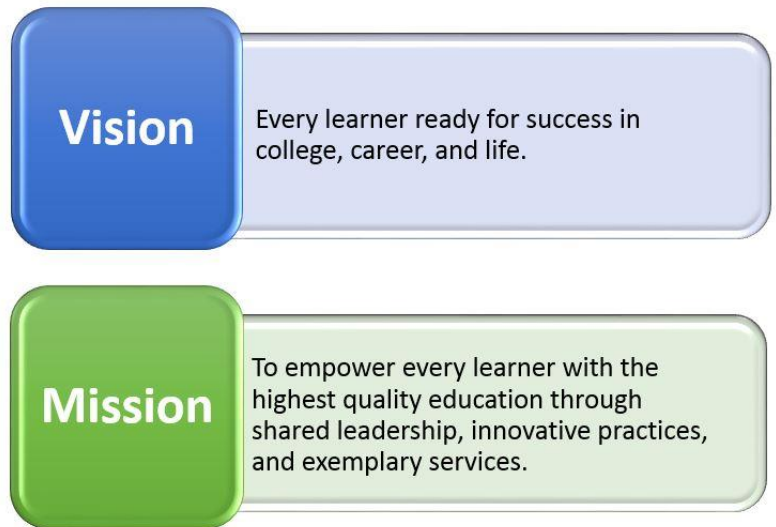 Vision
Every learner ready for success in
college, career, and life.
Mission
To empower every learner with the
highest quality education through
shared leadership, innovative practices,
and exemplary services.